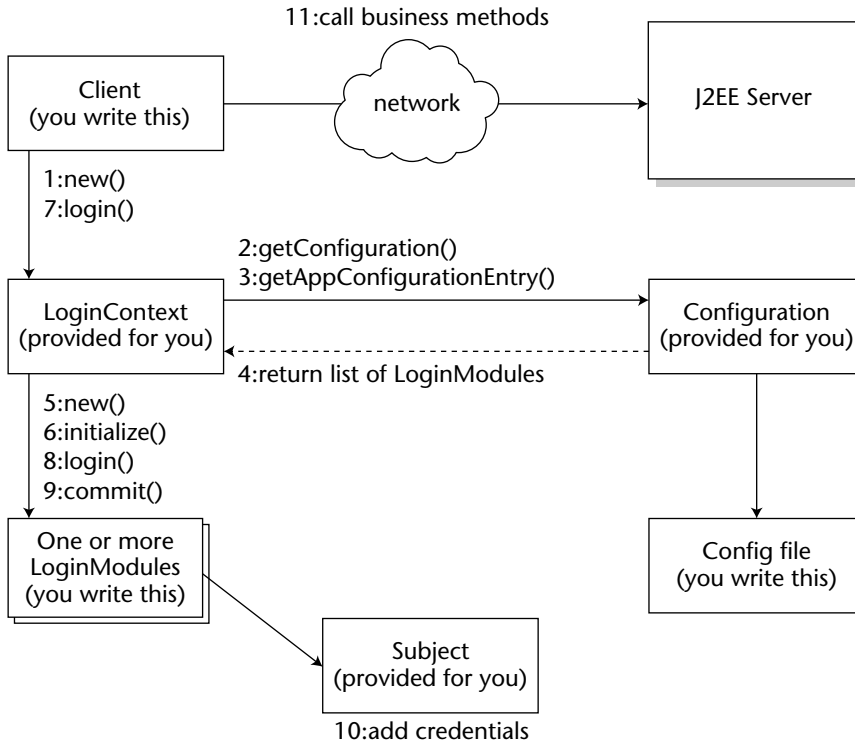 11:call business methods
Client
(you write this)
network
J2EE Server
1:new()
7:login()
2:getConfiguration()
3:getAppConfigurationEntry()
LoginContext
(provided for you)
Configuration
(provided for you)
4:return list of LoginModules
5:new()
6:initialize()
8:login()
9:commit()
One or more
LoginModules
(you write this)
Config file
(you write this)
Subject
(provided for you)
10:add credentials